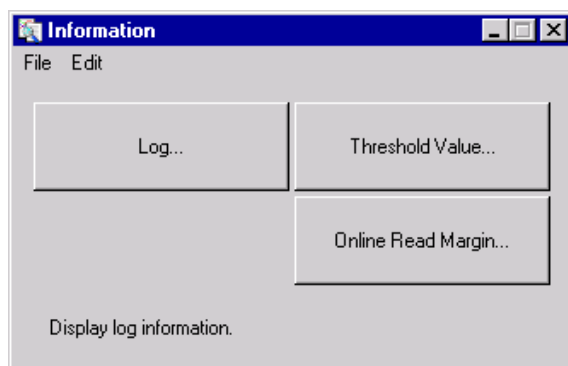 Information
File Edit
Log...
Threshold Value...
Online Read Margin...
Display log information.